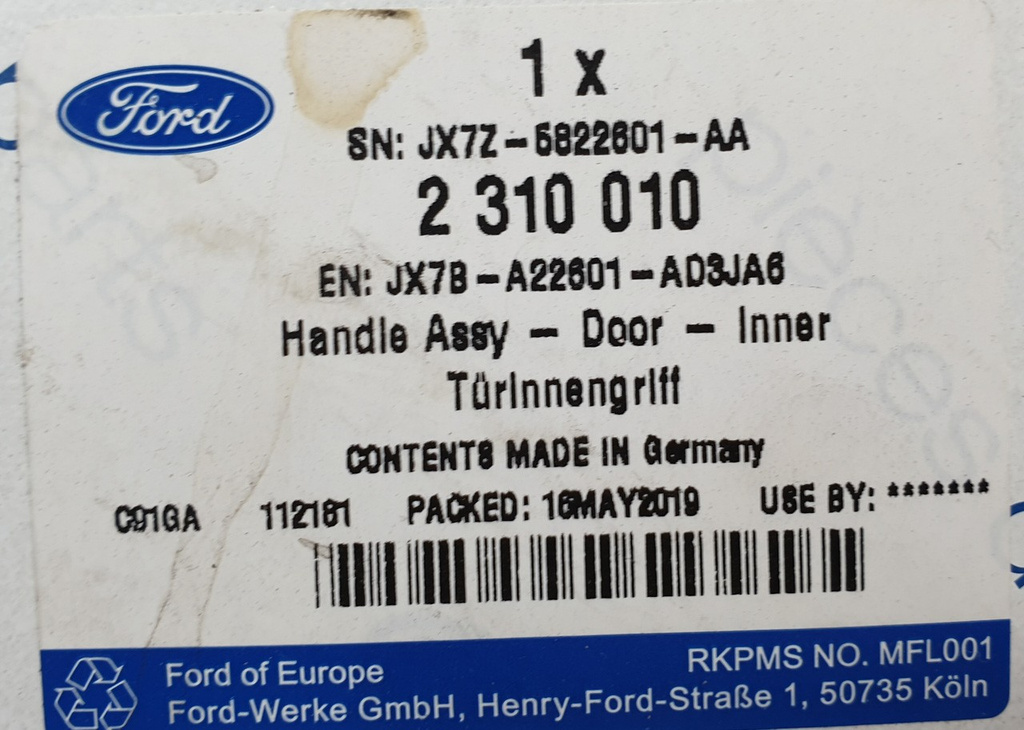 Ford
1 x
SN: JX7Z-5822601-AA
2 310 010
EN: JX7B-A22601-AD3JA6
Handle Assy - Door - Inner
Türinnengriff
CONTENTS MADE IN Germany
C91GA 112181 PACKED: 16MAY2019 USE BY: *******
RKPMS NO. MFL001
Ford of Europe
Ford-Werke GmbH, Henry-Ford-Straße 1, 50735 Köln